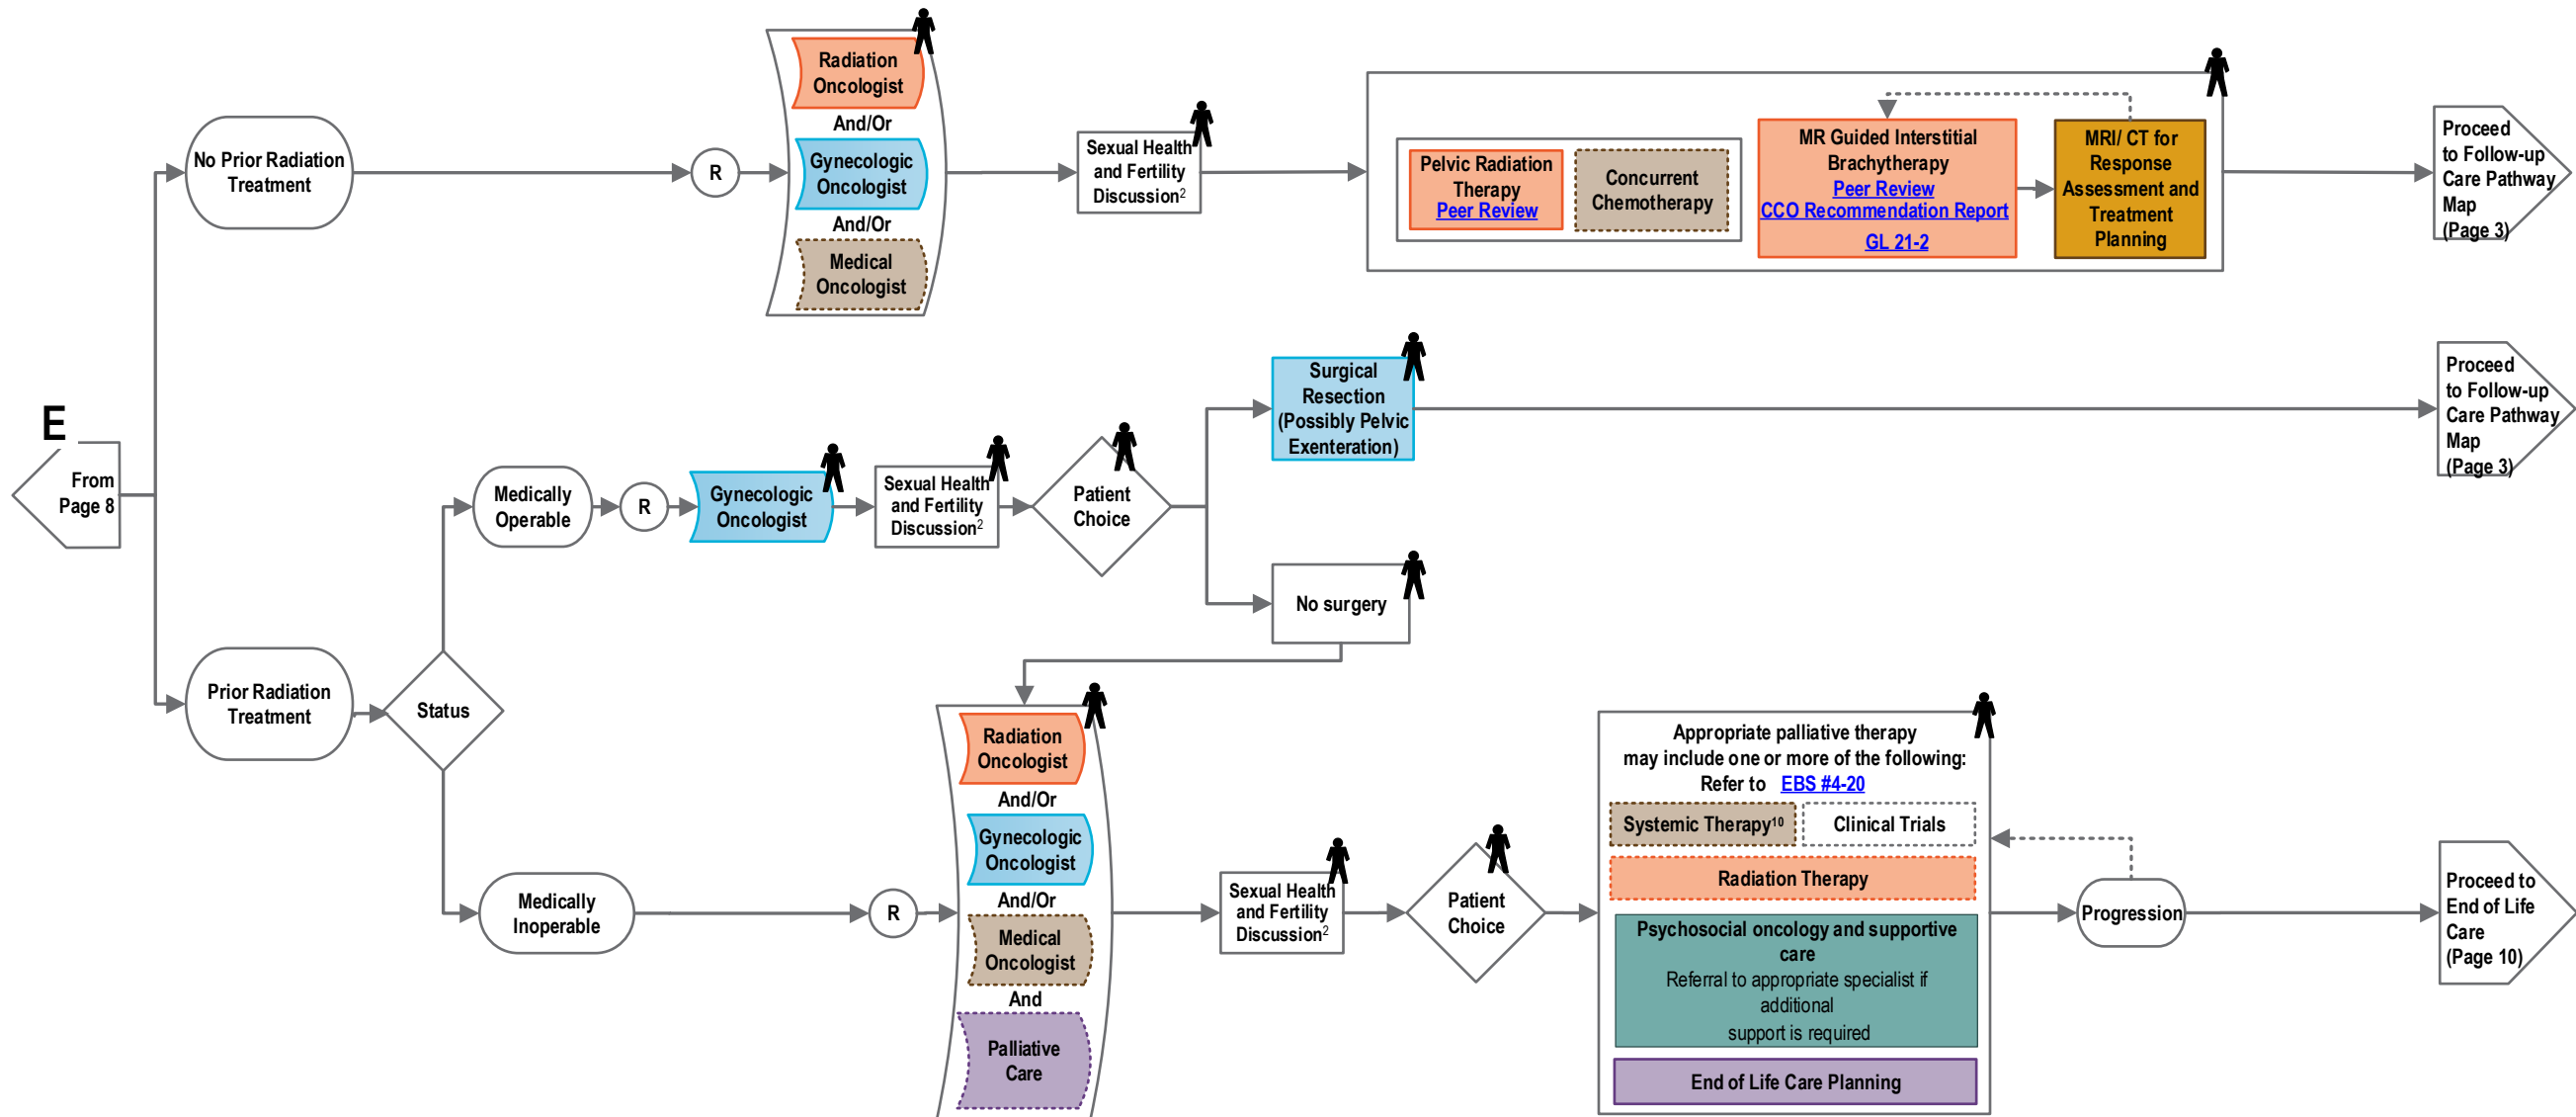 Radiation
Oncologist
And/Or
Gynecologic
Oncologist
And/Or
Medical
Oncologist
No Prior Radiation
Treatment
R
Sexual Health
and Fertility
Discussion2
Pelvic Radiation
Therapy
Peer Review
Concurrent
Chemotherapy
MR Guided Interstitial
Brachytherapy
Peer Review
CCO Recommendation Report
GL 21-2
MRI/ CT for
Response
Assessment and
Treatment
Planning
Proceed
to Follow-up
Care Pathway
Map
(Page 3)
E
From
Page 8
Medically
Operable
R
Gynecologic
Oncologist
Sexual Health
and Fertility
Discussion2
Patient
Choice
Surgical
Resection
(Possibly Pelvic
Exenteration)
Proceed
to Follow-up
Care Pathway
Map
(Page 3)
No surgery
Prior Radiation
Treatment
Status
Medically
Inoperable
R
Radiation
Oncologist
And/Or
Gynecologic
Oncologist
And/Or
Medical
Oncologist
And
Palliative
Care
Sexual Health
and Fertility
Discussion2
Patient
Choice
Appropriate palliative therapy
may include one or more of the following:
Refer to EBS #4-20
Systemic Therapy10
Clinical Trials
Radiation Therapy
Psychosocial oncology and supportive
care
Referral to appropriate specialist if
additional
support is required
End of Life Care Planning
Progression
Proceed to
End of Life
Care
(Page 10)